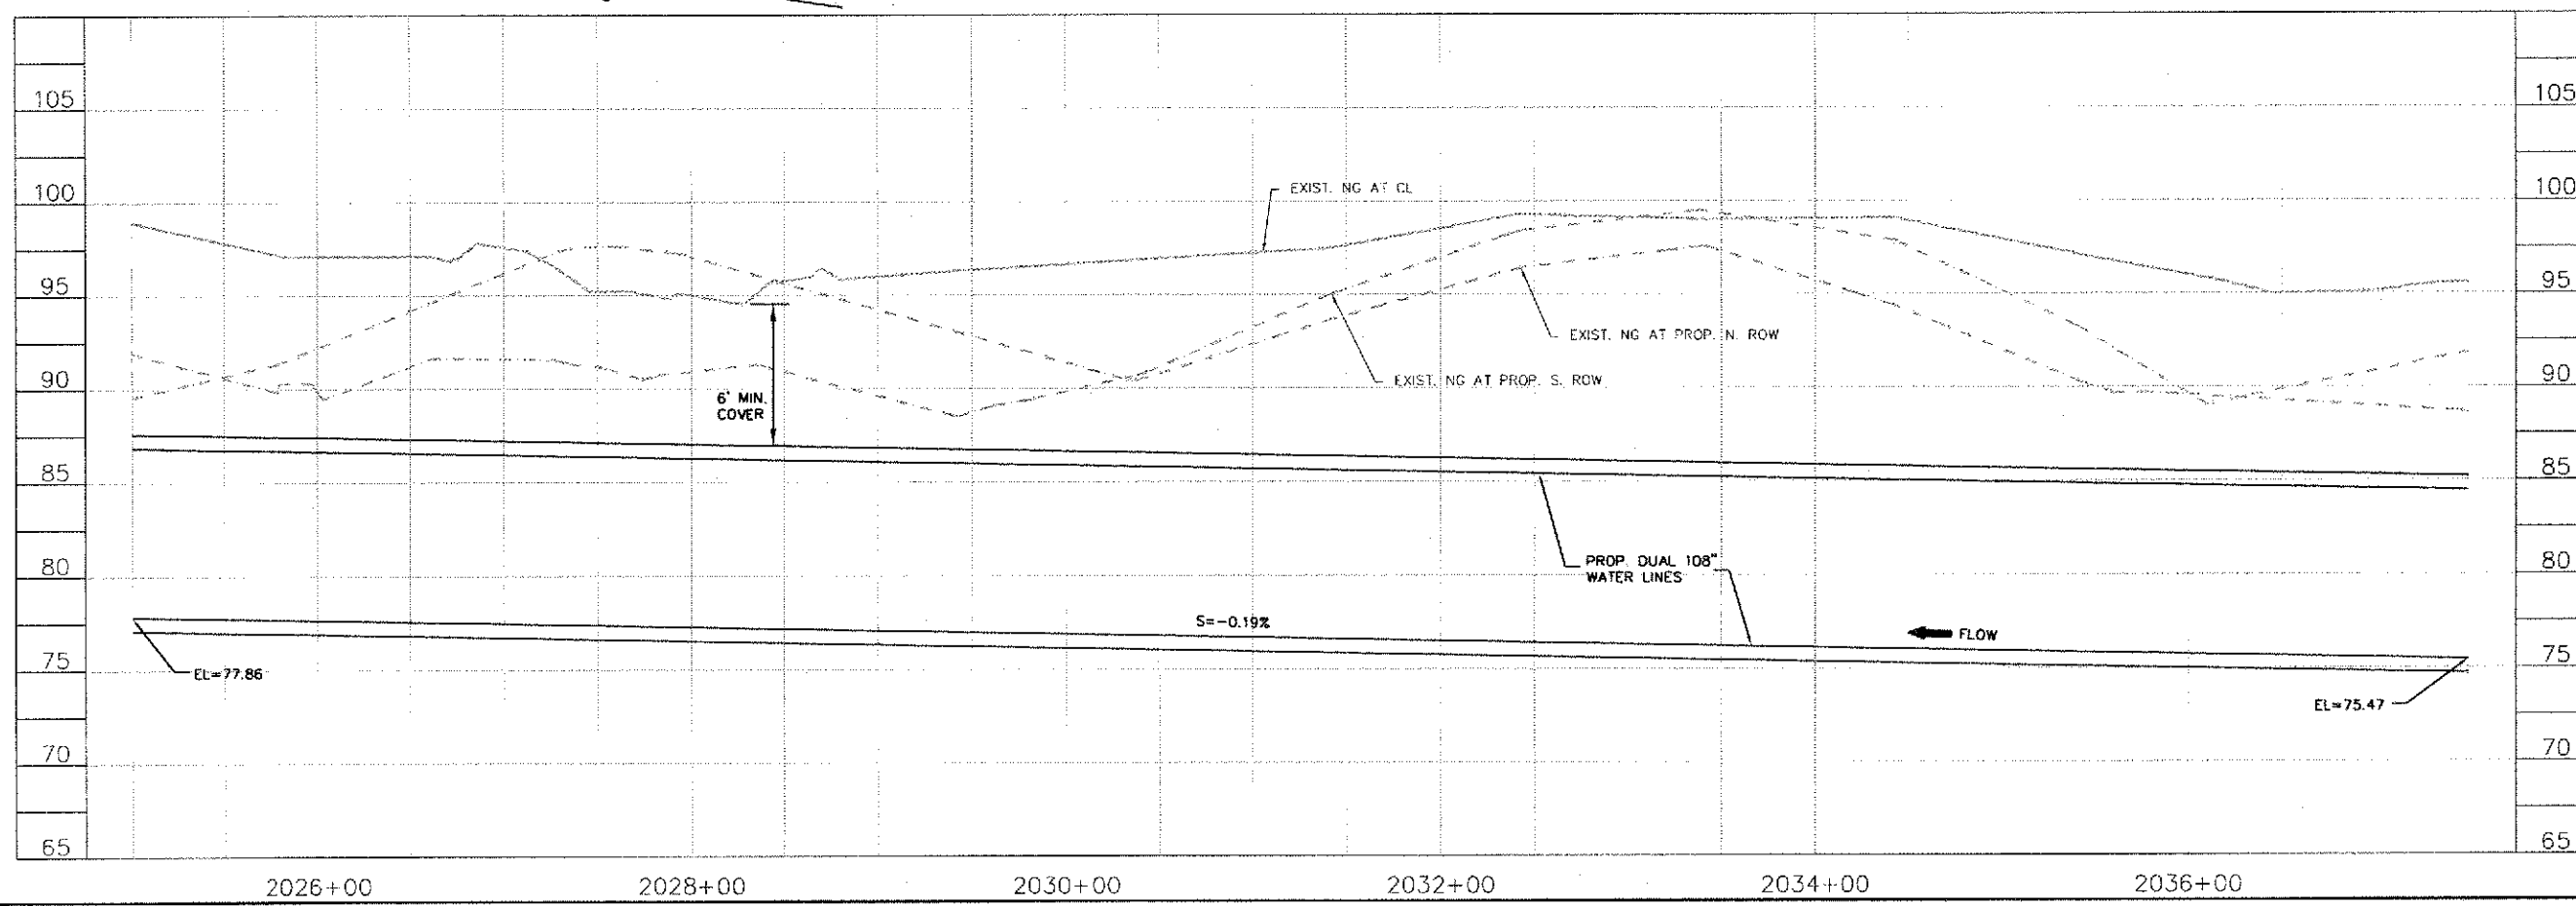 105 105
100 100
EXIST. NG AT CL
95 95
EXIST. NG AT PROP. N. ROW
EXIST. NG AT PROP. S. ROW
90 90
6' MIN.
COVER
85 85
PROP. DUAL 108"
WATER LINES
80 80
S=-0.19%
FLOW
75 75
EL=77.86
EL=75.47
70 70
65 65
2026+00 2028+00 2030+00 2032+00 2034+00 2036+00